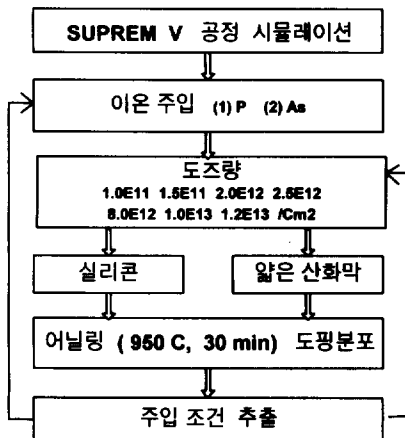 SUPREM V 공정 시뮬레이션
이온 주입 (1) P (2) As
도즈량
1.0E11 1.5E11 2.0E12 2.5E12
8.0E12 1.0E13 1.2E13 /Cm2
실리콘 얇은 산화막
어닐링 ( 950 C, 30 min) 도핑분포
주입 조건 추출